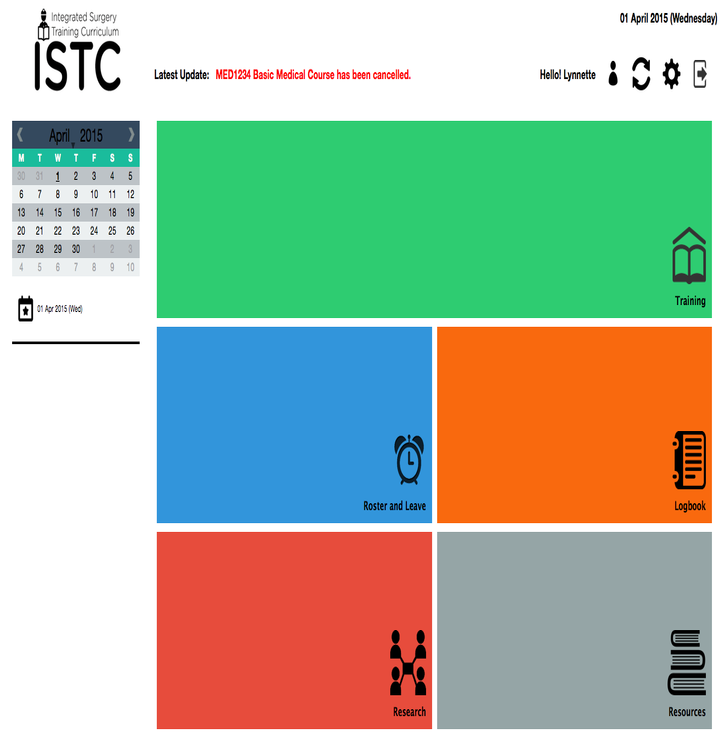 Integrated Surgery
Training Curriculum
ISTC
01 April 2015 (Wednesday)
Latest Update: MED1234 Basic Medical Course has been cancelled.
Hello! Lynnette
April 2015
M T W T F S S
30 31 1 2 3 4 5
6 7 8 9 10 11 12
13 14 15 16 17 18 19
20 21 22 23 24 25 26
27 28 29 30 1 2 3
4 5 6 7 8 9 10
01 Apr 2015 (Wed)
Training
Roster and Leave
Logbook
Research
Resources